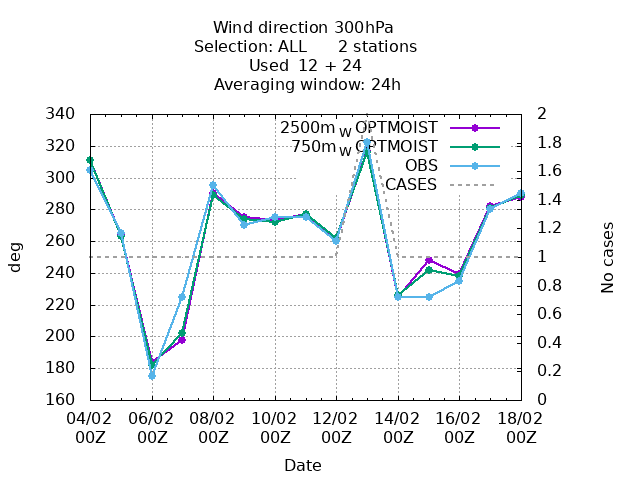 Wind direction 300hPa
Selection: ALL 2 stations
Used 12 + 24
Averaging window: 24h
2500m W OPTMOIST
750m W OPTMOIST
OBS
CASES
340
320
300
280
260
240
220
200
180
160
deg
2
1.8
1.6
1.4
1.2
1
0.8
0.6
0.4
0.2
0
No cases
04/02 06/02 08/02 10/02 12/02 14/02 16/02 18/02
00Z 00Z 00Z 00Z 00Z 00Z 00Z 00Z
Date